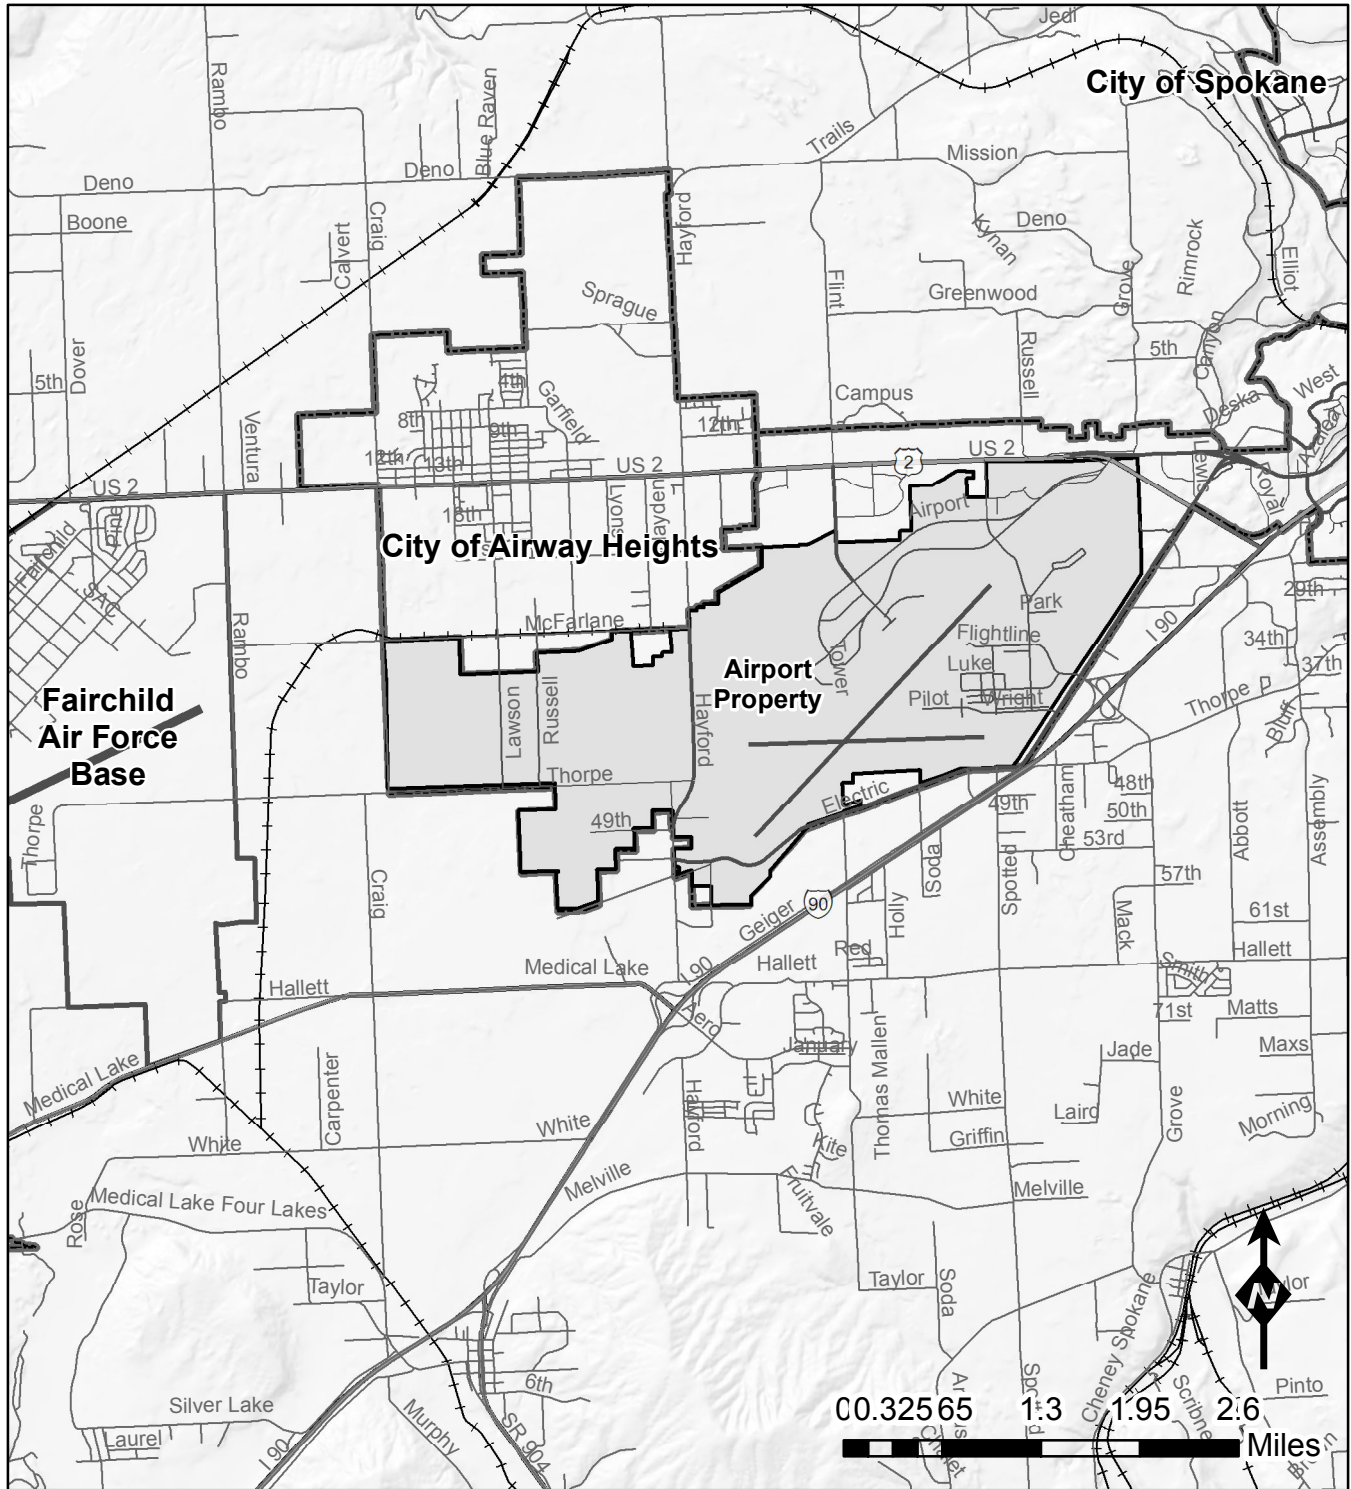 Jedi
City of Spokane
Rambo
Blue Raven
Trails
Mission
Deno
Deno
Boone
Craig
Calvert
Hayford
Kynan
Deno
Rimrock
Elliot
Sprague
Flint
Greenwood
Grove
Dover
5th
4th
Russell
5th
Canyon
West
Garfield
Campus
Deska
Azalea
8th
9th
12th
Ventura
12th
13th
US 2
US 2
2
US 2
Lewis
Royal
Pine
Fairchild
SAC
18th
Lyons
Hayden
Airport
City of Airway Heights
29th
Rambo
McFarlane
Park
I 90
Flightline
34th
Luke
37th
Tower
Airport
Property
Pilot
Wright
Thorpe
Bluff
Fairchild
Air Force
Base
Lawson
Russell
Hayford
Thorpe
Electric
49th
Cheatham
48th
50th
53rd
Abbott
Assembly
Thorpe
49th
Craig
Soda
Spotted
57th
Holly
Mack
61st
90
Geiger
Red
Hallett
Medical Lake
I 90
Hallett
Smith
Hallett
Aero
71st
Matts
January
Thomas Mallen
Jade
Maxs
Medical Lake
Carpenter
Hayford
White
Laird
Grove
Morning
White
White
Kite
Griffin
Melville
Fruitvale
Melville
Rose
Medical Lake Four Lakes
Taylor
Taylor
Soda
Cheney Spokane
N
6th
Pinto
Silver Lake
Murphy
SR 904
Laurel
I 90
0 0.325 65 1.3 1.95 2.6
Miles